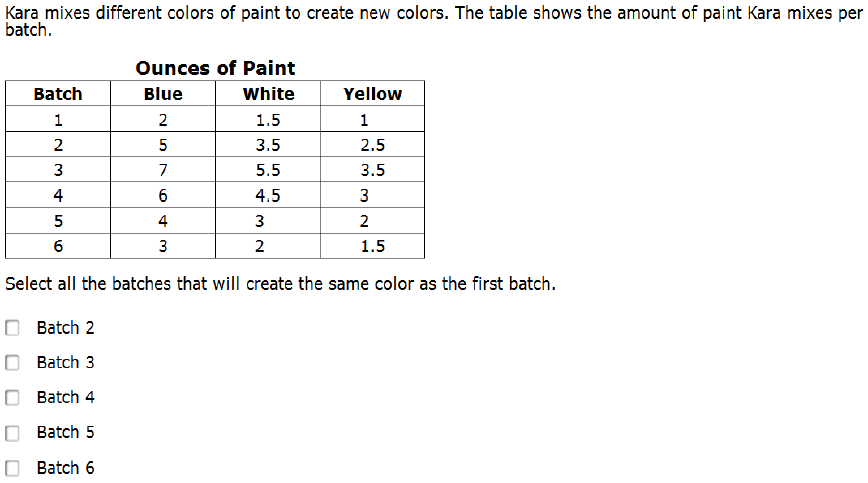 Kara mixes different colors of paint to create new colors. The table shows the amount of paint Kara mixes per
batch.
Ounces of Paint
Batch Blue White Yellow
1 2 1.5 1
2 5 3.5 2.5
3 7 5.5 3.5
4 6 4.5 3
5 4 3 2
6 3 2 1.5
Select all the batches that will create the same color as the first batch.
Batch 2
Batch 3
Batch 4
Batch 5
Batch 6